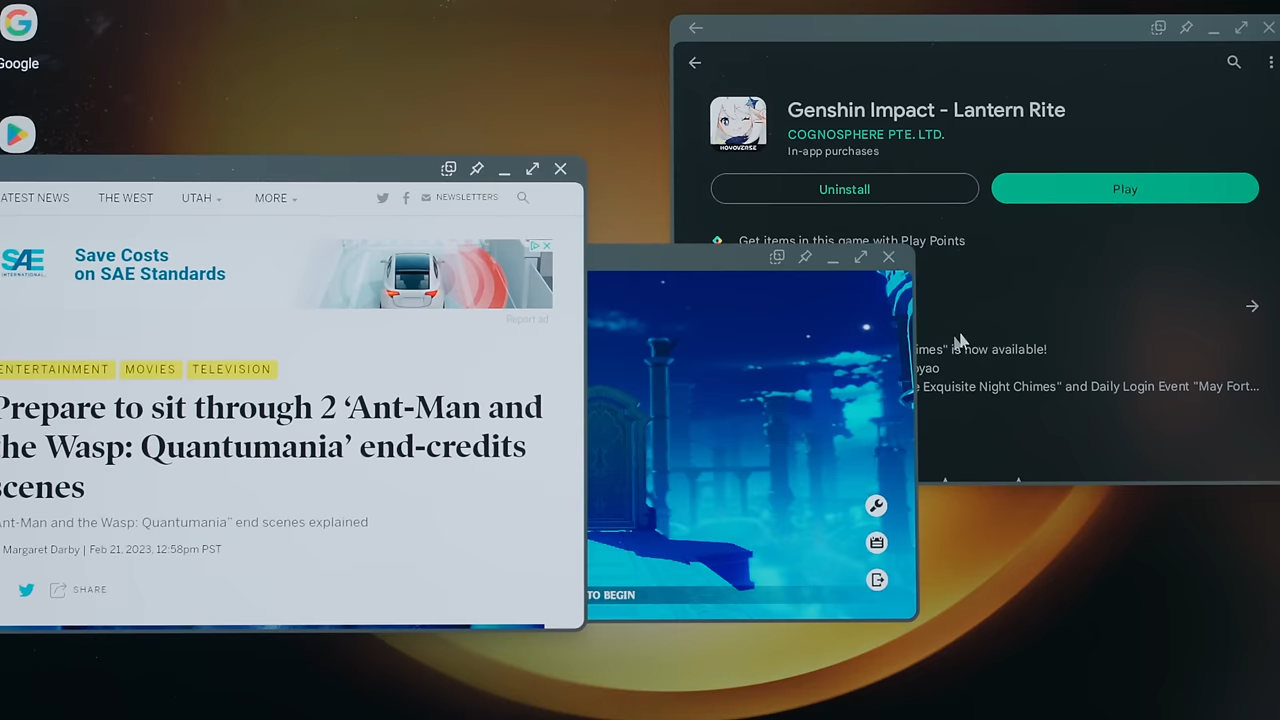 Google
Genshin Impact - Lantern Rite
COGNOSPHERE PTE. LTD.
In-app purchases
HOYOVERSE
Uninstall
Play
Get items in this game with Play Points
is now available!
Exquisite Night Chimes" and Daily Login Event "May Fort...
ATEST NEWS
THE WEST
UTAH
MORE
NEWSLETTERS
SAE
INTERNATIONAL
Save Costs
on SAE Standards
Report ad
ENTERTAINMENT
MOVIES
TELEVISION
Prepare to sit through 2 ‘Ant-Man and
the Wasp: Quantumania’ end-credits
scenes
Ant-Man and the Wasp: Quantumania” end scenes explained
Margaret Darby | Feb 21, 2023, 12:58pm PST
SHARE
TO BEGIN